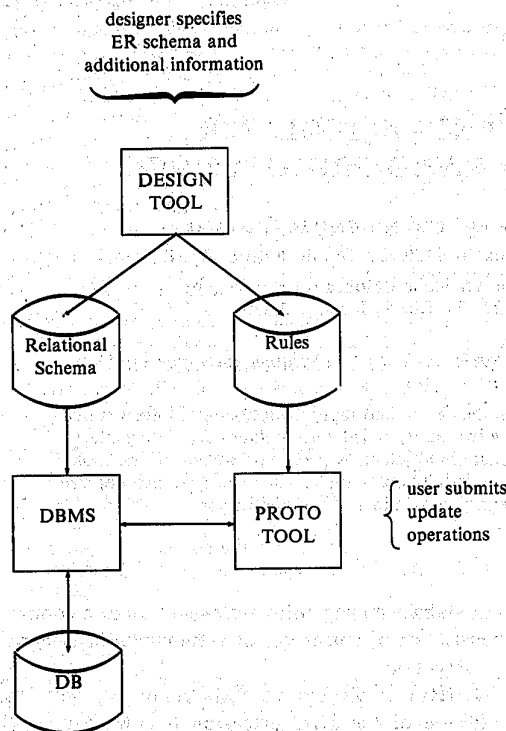 designer specifies
ER schema and
additional information
DESIGN
TOOL
Relational
Schema
Rules
DBMS
PROTO
TOOL
user submits
update
operations
DB